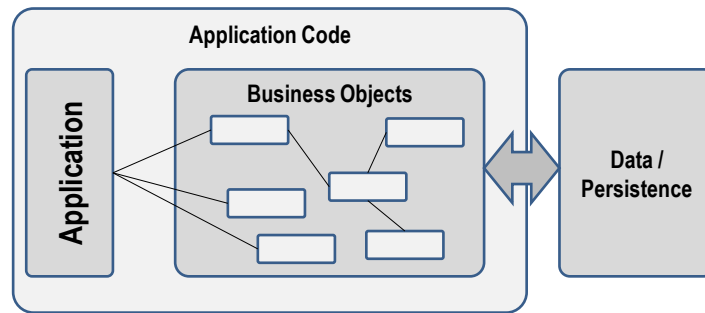 Application Code
Application
Business Objects
Data /
Persistence